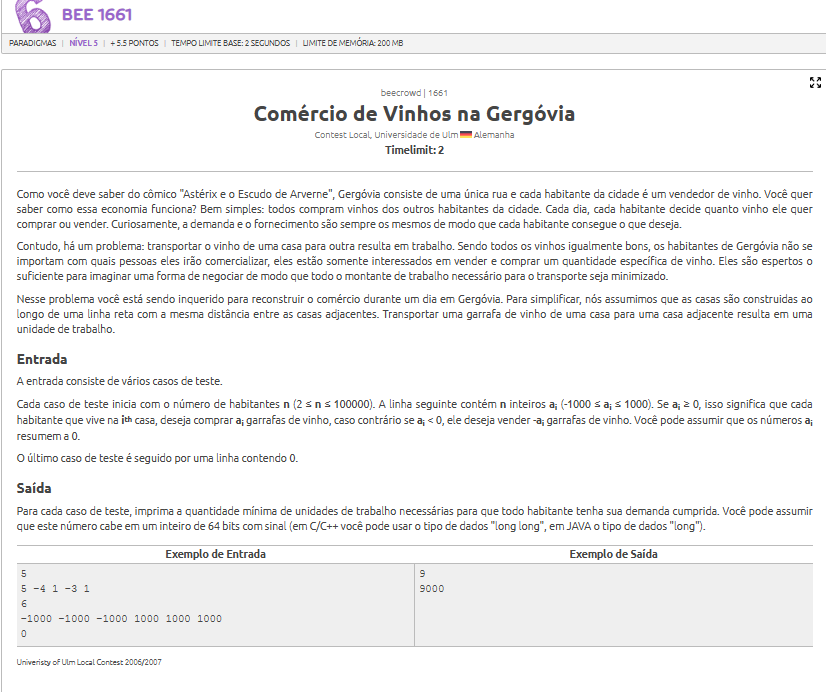 6
BEE 1661
PARADIGMAS | NÍVEL 5 | + 5.5 PONTOS | TEMPO LIMITE BASE: 2 SEGUNDOS | LIMITE DE MEMÓRIA: 200 MB
beecrowd | 1661
Comércio de Vinhos na Gergóvia
Contest Local, Universidade de Ulm Alemanha
Timelimit: 2
Como você deve saber do cômico "Astérix e o Escudo de Arverne", Gergóvia consiste de uma única rua e cada habitante da cidade é um vendedor de vinho. Você quer
saber como essa economia funciona? Bem simples: todos compram vinhos dos outros habitantes da cidade. Cada dia, cada habitante decide quanto vinho ele quer
comprar ou vender. Curiosamente, a demanda e o fornecimento são sempre os mesmos de modo que cada habitante consegue o que deseja.
Contudo, há um problema: transportar o vinho de uma casa para outra resulta em trabalho. Sendo todos os vinhos igualmente bons, os habitantes de Gergóvia não se
importam com quais pessoas eles irão comercializar, eles estão somente interessados em vender e comprar um quantidade específica de vinho. Eles são espertos o
suficiente para imaginar uma forma de negociar de modo que todo o montante de trabalho necessário para o transporte seja minimizado.
Nesse problema você está sendo inquerido para reconstruir o comércio durante um dia em Gergóvia. Para simplificar, nós assumimos que as casas são construidas ao
longo de uma linha reta com a mesma distância entre as casas adjacentes. Transportar uma garrafa de vinho de uma casa para uma casa adjacente resulta em uma
unidade de trabalho.
Entrada
A entrada consiste de vários casos de teste.
Cada caso de teste inicia com o número de habitantes n (2 ≤ n ≤ 100000). A linha seguinte contém n inteiros ai (-1000 ≤ ai ≤ 1000). Se ai ≥ 0, isso significa que cada
habitante que vive na ith casa, deseja comprar ai garrafas de vinho, caso contrário se ai < 0, ele deseja vender -ai garrafas de vinho. Você pode assumir que os números ai
resumem a 0.
O último caso de teste é seguido por uma linha contendo 0.
Saída
Para cada caso de teste, imprima a quantidade mínima de unidades de trabalho necessárias para que todo habitante tenha sua demanda cumprida. Você pode assumir
que este número cabe em um inteiro de 64 bits com sinal (em C/C++ você pode usar o tipo de dados "long long", em JAVA o tipo de dados "long").
Exemplo de Entrada Exemplo de Saída
5 9
5 -4 1 -3 1 9000
6
-1000 -1000 -1000 1000 1000 1000
0
Univeristy of Ulm Local Contest 2006/2007